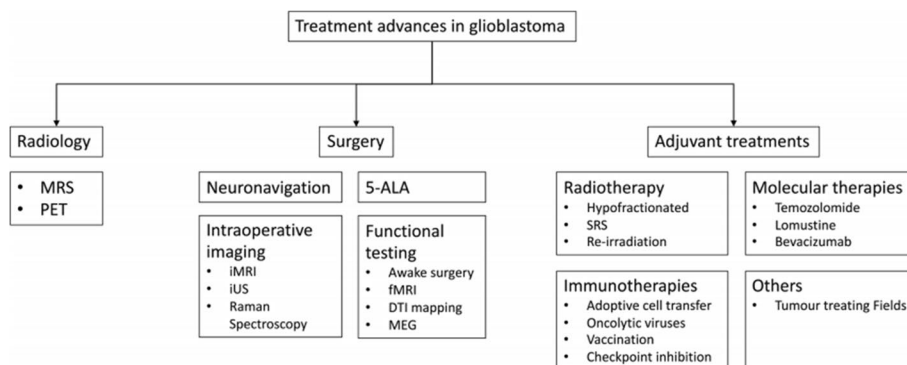 Treatment advances in glioblastoma
Radiology
• MRS
• PET
Surgery
Neuronavigation
5-ALA
Intraoperative
imaging
• iMRI
• iUS
• Raman
Spectroscopy
Functional
testing
• Awake surgery
• fMRI
• DTI mapping
• MEG
Adjuvant treatments
Radiotherapy
• Hypofractionated
• SRS
• Re-irradiation
Molecular therapies
• Temozolomide
• Lomustine
• Bevacizumab
Immunotherapies
• Adoptive cell transfer
• Oncolytic viruses
• Vaccination
• Checkpoint inhibition
Others
• Tumour treating Fields